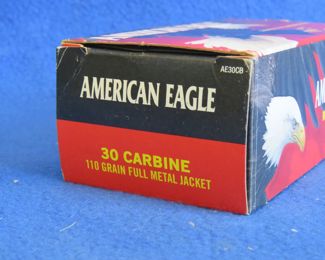 AE30CB
AMERICAN EAGLE
30 CARBINE
110 GRAIN FULL METAL JACKET